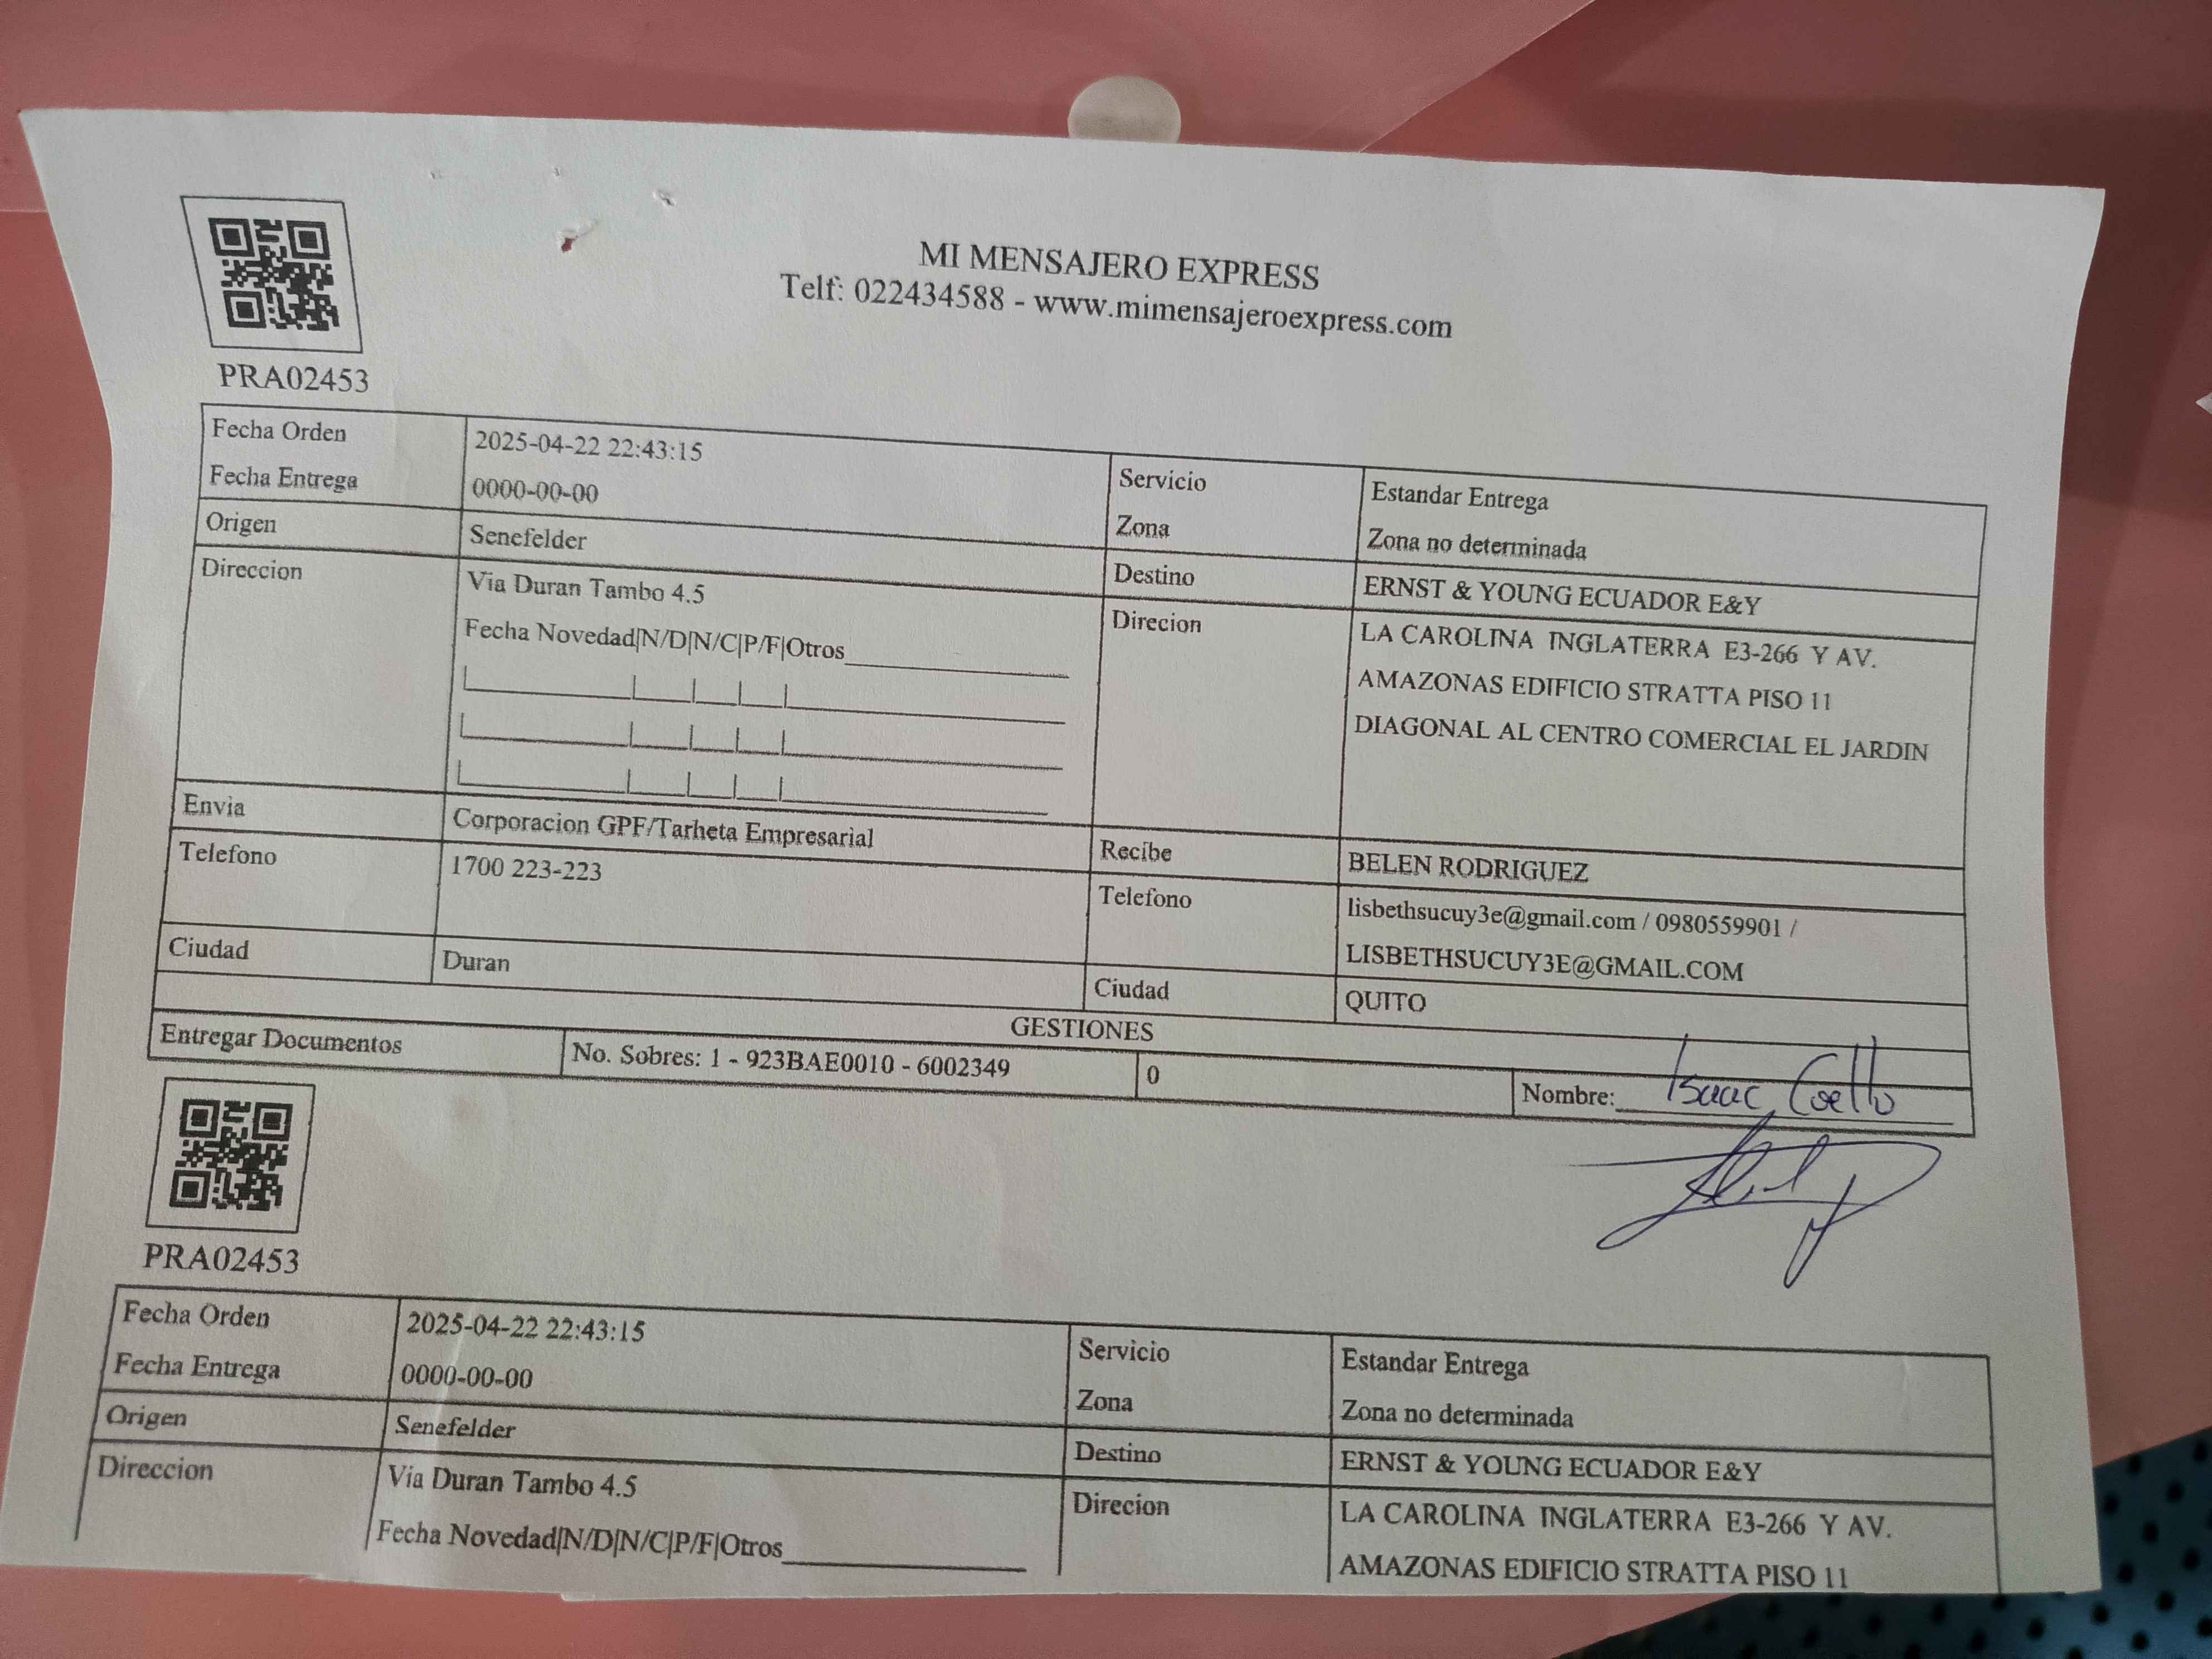 MI MENSAJERO EXPRESS
Telf: 022434588 - www.mimensajeroexpress.com
PRA02453
Fecha Orden 2025-04-22 22:43:15 Servicio Estandar Entrega
Fecha Entrega 0000-00-00 Zona Zona no determinada
Origen Senefelder Destino ERNST & YOUNG ECUADOR E&Y
Direccion Via Duran Tambo 4.5 Direcion LA CAROLINA INGLATERRA E3-266 Y AV.
Fecha Novedad|N/D|N/C|P/F|Otros AMAZONAS EDIFICIO STRATTA PISO 11
DIAGONAL AL CENTRO COMERCIAL EL JARDIN
Envia Corporacion GPF/Tarheta Empresarial Recibe BELEN RODRIGUEZ
Telefono 1700 223-223 Telefono lisbethsucuy3e@gmail.com / 0980559901 /
LISBETHSUCUY3E@GMAIL.COM
Ciudad Duran Ciudad QUITO
GESTIONES
Entregar Documentos No. Sobres: 1 - 923BAE0010 - 6002349 0 Nombre: Isaac Coello
PRA02453
Fecha Orden 2025-04-22 22:43:15 Servicio Estandar Entrega
Fecha Entrega 0000-00-00 Zona Zona no determinada
Origen Senefelder Destino ERNST & YOUNG ECUADOR E&Y
Direccion Via Duran Tambo 4.5 Direcion LA CAROLINA INGLATERRA E3-266 Y AV.
Fecha Novedad|N/D|N/C|P/F|Otros AMAZONAS EDIFICIO STRATTA PISO 11